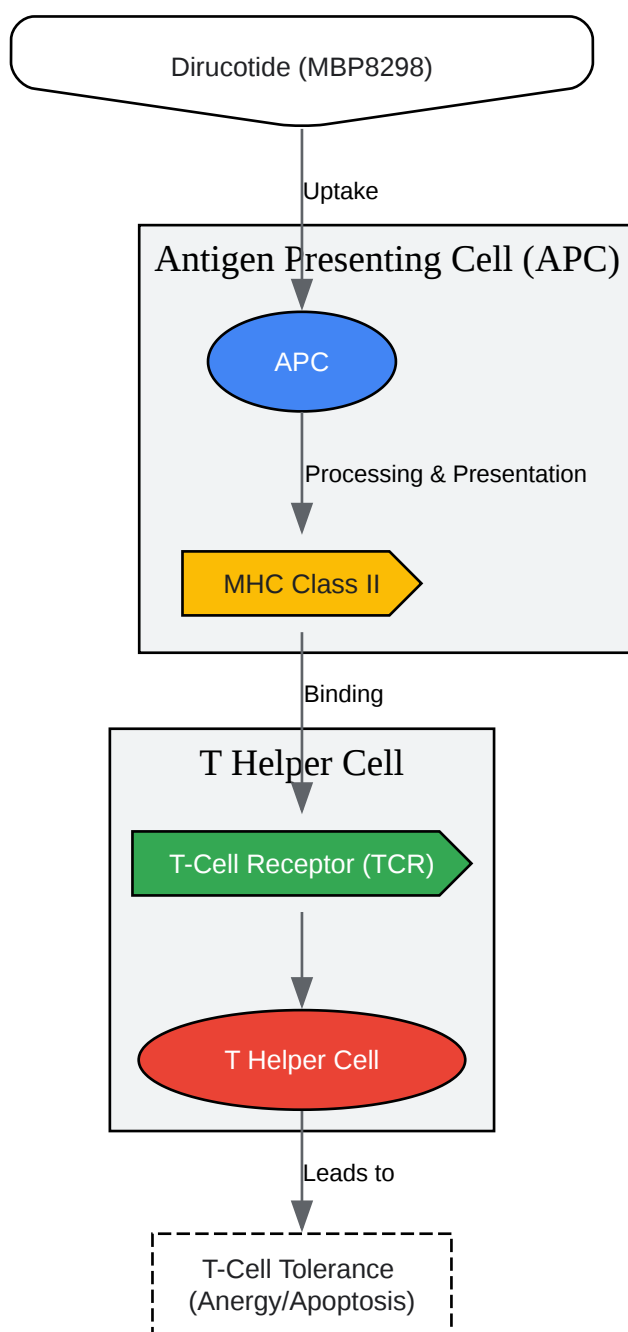 Dirucotide (MBP8298)
Uptake
Antigen Presenting Cell (APC)
APC
Processing & Presentation
MHC Class II
Binding
T Helper Cell
T-Cell Receptor (TCR)
T Helper Cell
Leads to
T-Cell Tolerance
(Anergy/Apoptosis)